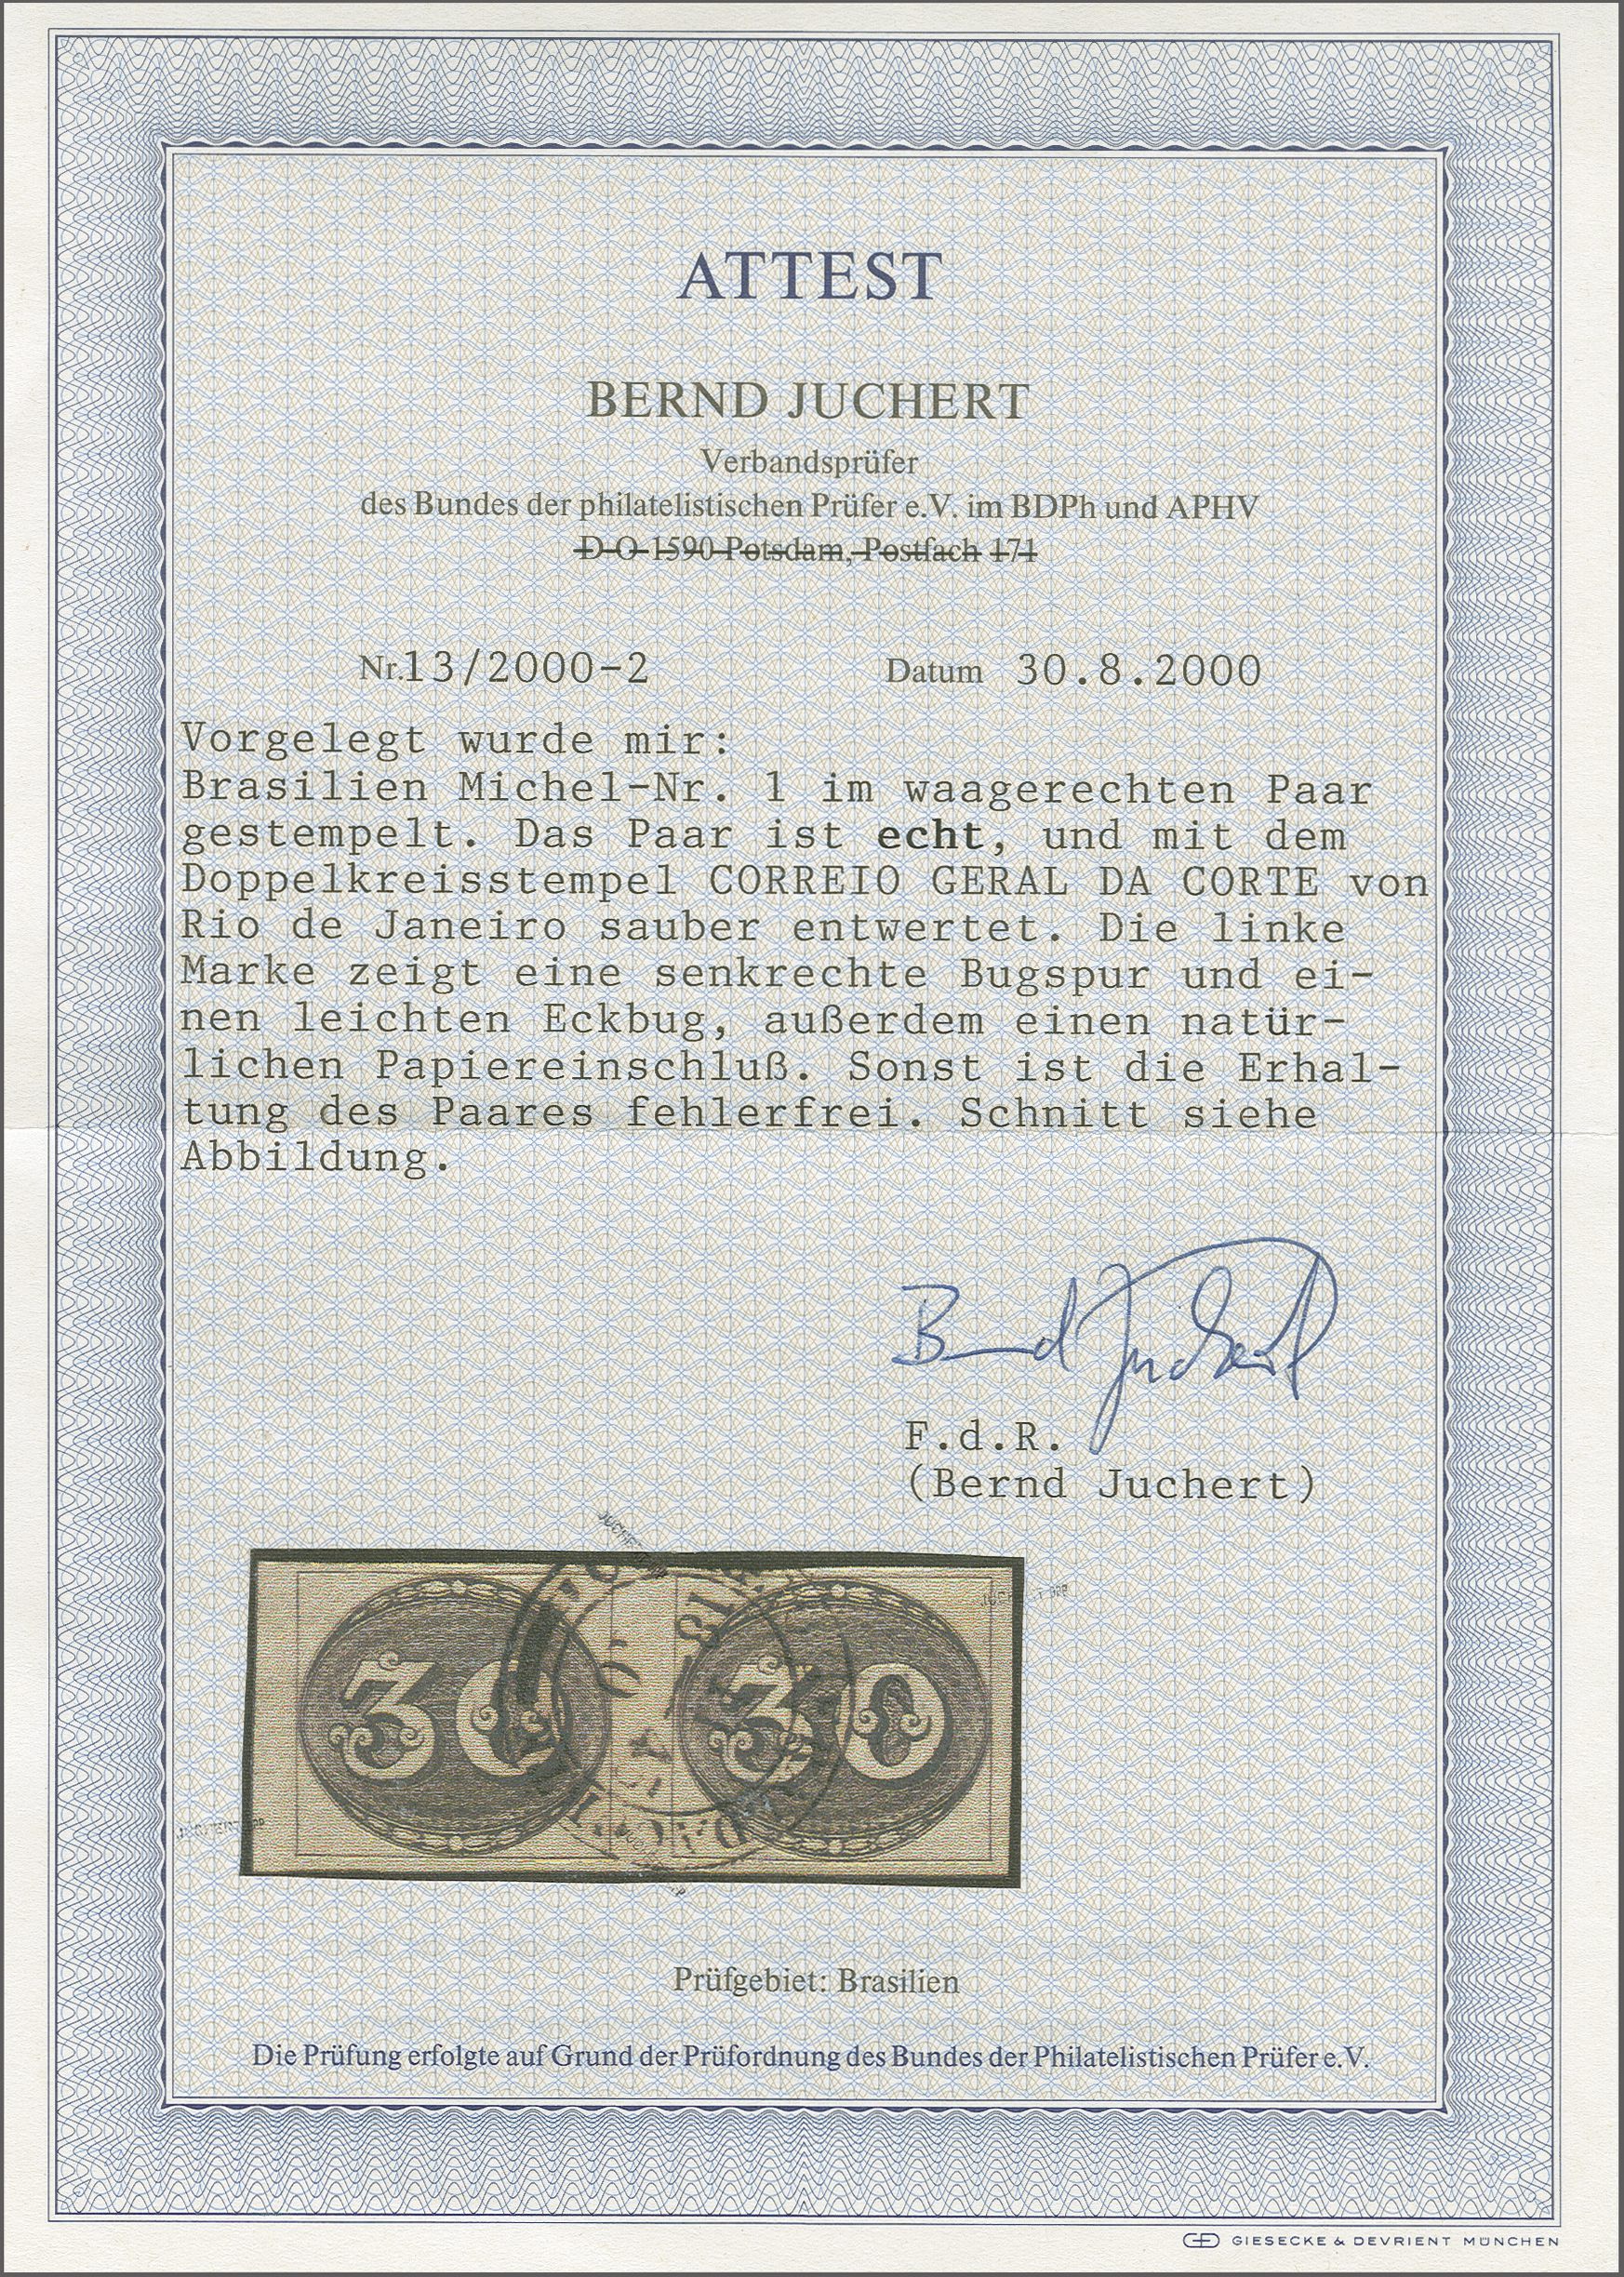 ATTEST
BERND JUCHERT
Verbandsprüfer
des Bundes der philatelistischen Prüfer e.V. im BDPh und APHV
D-O-1590 Potsdam, Postfach 171
Nr. 13/2000-2 Datum 30.8.2000
Vorgelegt wurde mir:
Brasilien Michel-Nr. 1 im waagerechten Paar
gestempelt. Das Paar ist echt, und mit dem
Doppelkreisstempel CORREIO GERAL DA CORTE von
Rio de Janeiro sauber entwertet. Die linke
Marke zeigt eine senkrechte Bugspur und ei-
nen leichten Eckbug, außerdem einen natür-
lichen Papiereinschluß. Sonst ist die Erhal-
tung des Paares fehlerfrei. Schnitt siehe
Abbildung.
Bernd Juchert
F.d.R.
(Bernd Juchert)
30 30
Prüfgebiet: Brasilien
Die Prüfung erfolgte auf Grund der Prüfordnung des Bundes der Philatelistischen Prüfer e.V.
GIESECKE & DEVRIENT MÜNCHEN